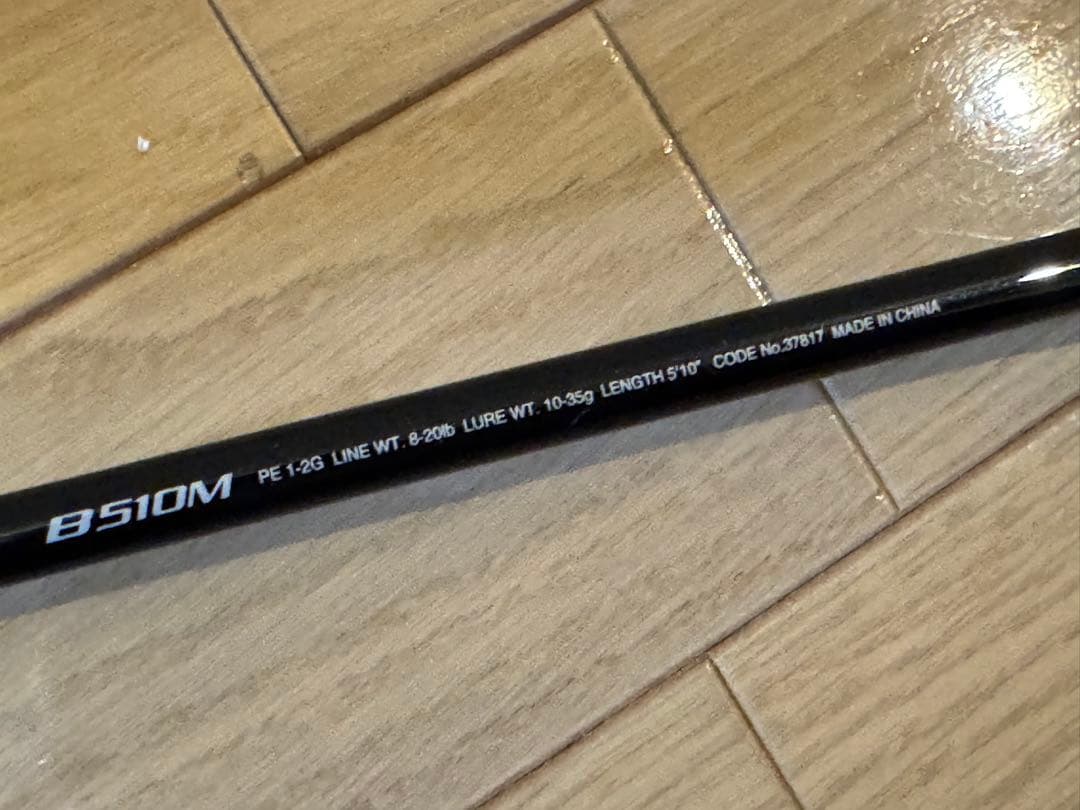 B510M PE 1-2G LINE WT. 8-20lb LURE WT. 10-35g LENGTH 5'10" CODE No.37817 MADE IN CHINA